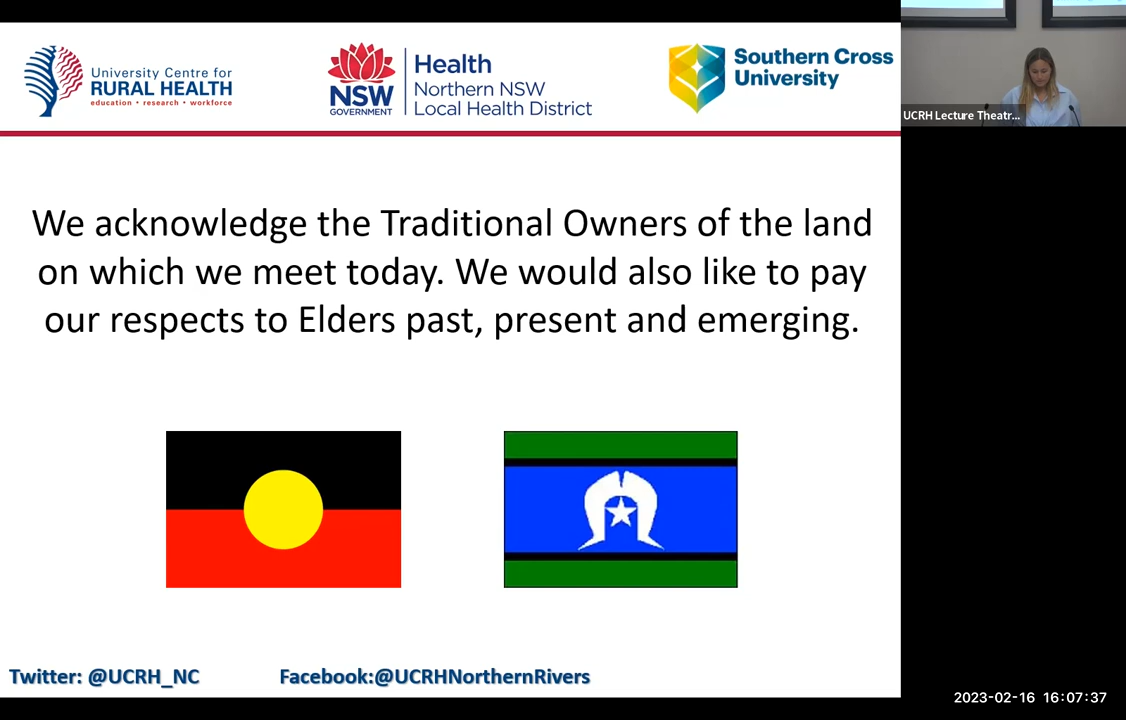 University Centre for
RURAL HEALTH
education • research • workforce
NSW
GOVERNMENT
Health
Northern NSW
Local Health District
Southern Cross
University
UCRH Lecture Theatr...
We acknowledge the Traditional Owners of the land
on which we meet today. We would also like to pay
our respects to Elders past, present and emerging.
Twitter: @UCRH_NC
Facebook:@UCRHNorthernRivers
2023-02-16 16:07:37